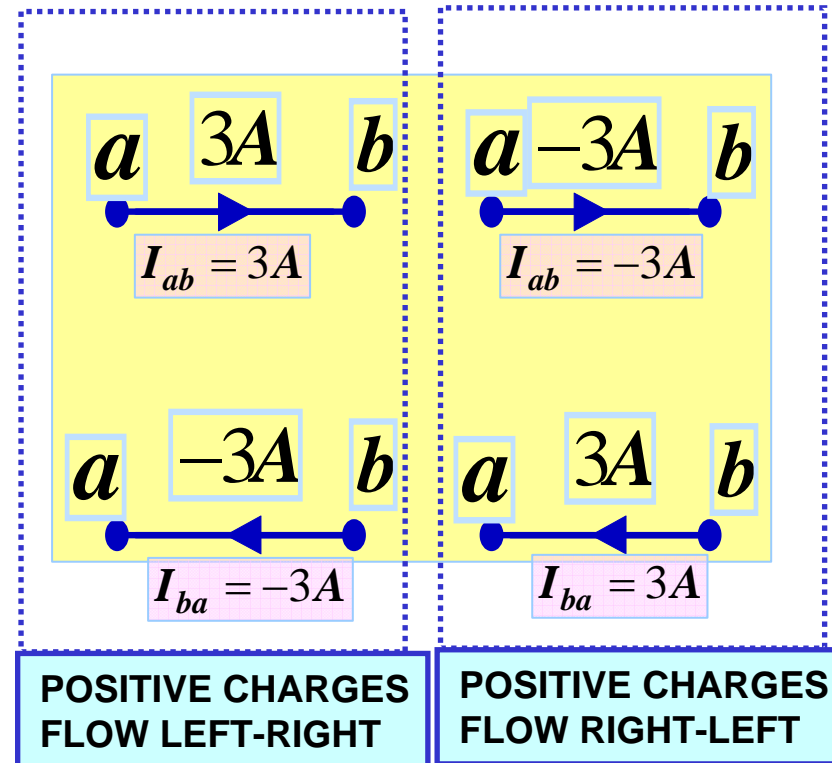 a 3A b
I_ab = 3A
a −3A b
I_ba = −3A
POSITIVE CHARGES
FLOW LEFT-RIGHT
a −3A b
I_ab = −3A
a 3A b
I_ba = 3A
POSITIVE CHARGES
FLOW RIGHT-LEFT